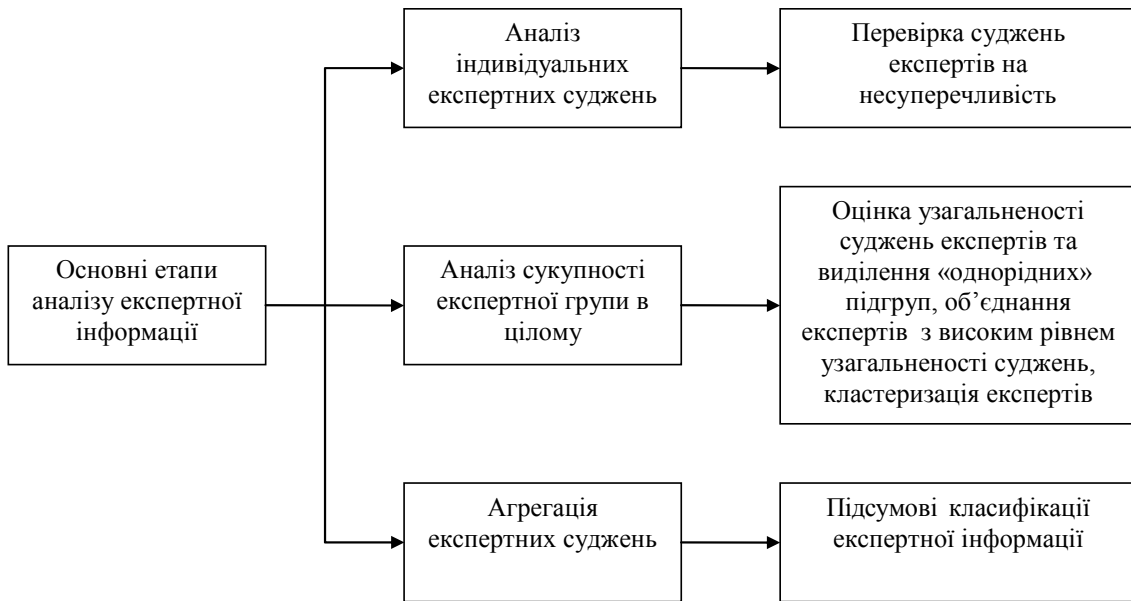 Аналіз
індивідуальних
експертних суджень
Перевірка суджень
експертів на
несуперечливість
Основні етапи
аналізу експертної
інформації
Аналіз сукупності
експертної групи в
цілому
Оцінка узагальненості
суджень експертів та
виділення «однорідних»
підгруп, об’єднання
експертів з високим рівнем
узагальненості суджень,
кластеризація експертів
Агрегація
експертних суджень
Підсумові класифікації
експертної інформації